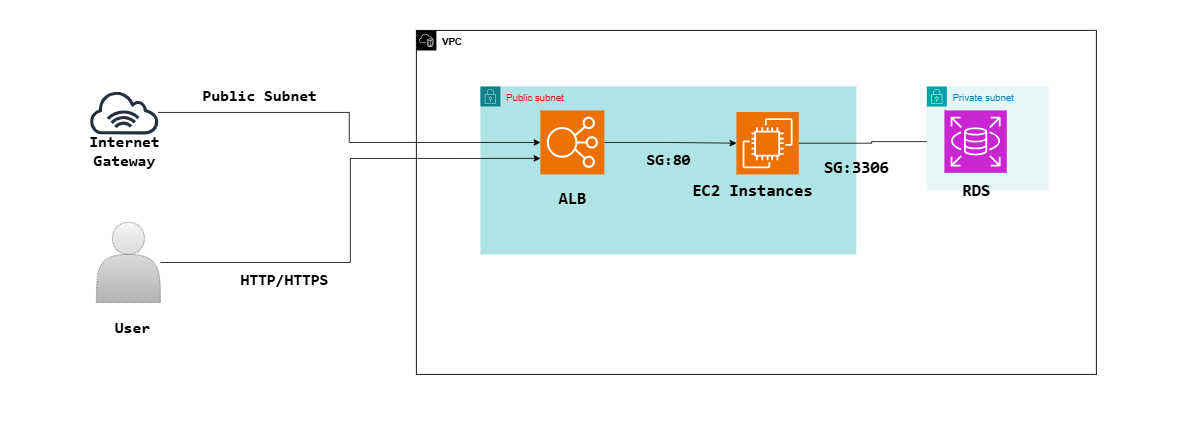 VPC
Public Subnet
Public subnet
Private subnet
Internet
Gateway
SG:80
SG:3306
EC2 Instances
RDS
ALB
HTTP/HTTPS
User